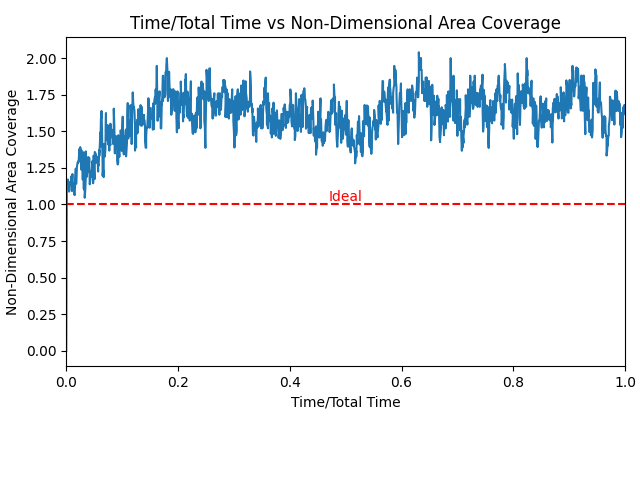 Time/Total Time vs Non-Dimensional Area Coverage
2.00
1.75
1.50
1.25
1.00
0.75
0.50
0.25
0.00
Non-Dimensional Area Coverage
Ideal
0.0 0.2 0.4 0.6 0.8 1.0
Time/Total Time